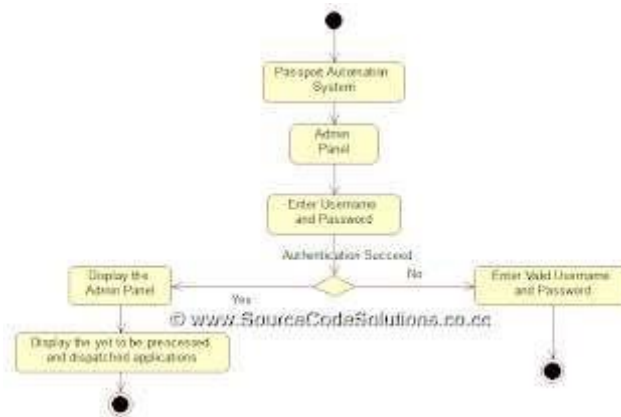 Passport Automation
System
Admin
Panel
Enter Username
and Password
Authentication Succeed
Display the
Admin Panel
Yes
No
Enter Valid Username
and Password
© www.SourceCodeSolutions.co.cc
Display the yet to be preacessed
and dispatched applications